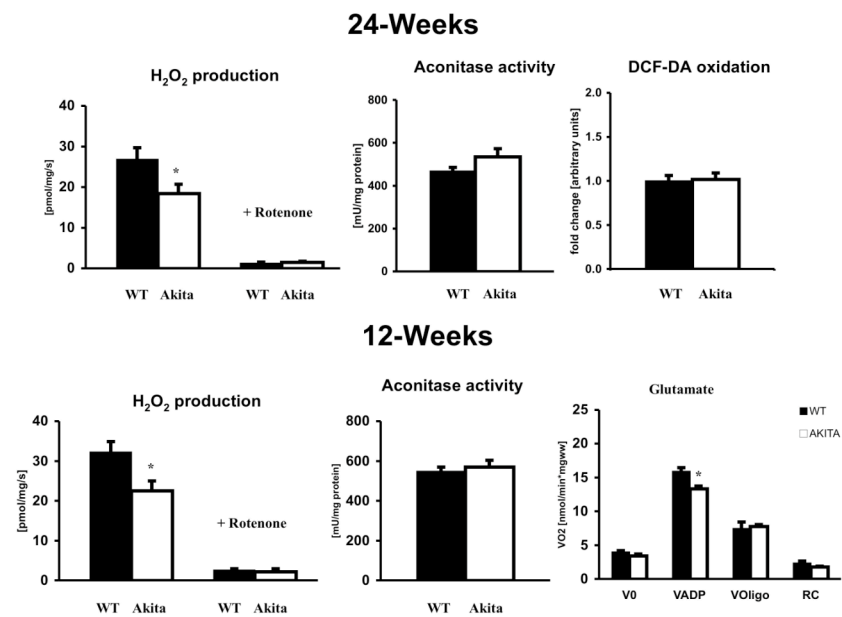 24-Weeks
H2O2 production
[pmol/mg/s]
40
30
20
10
0
*
+ Rotenone
WT Akita WT Akita
Aconitase activity
[mU/mg protein]
800
600
400
200
0
WT Akita
DCF-DA oxidation
fold change [arbitrary units]
2.0
1.5
1.0
0.5
0.0
WT Akita
12-Weeks
H2O2 production
[pmol/mg/s]
40
30
20
10
0
*
+ Rotenone
WT Akita WT Akita
Aconitase activity
[mU/mg protein]
800
600
400
200
0
WT Akita
Glutamate
VO2 [nmol/min*mgww]
25
20
15
10
5
0
*
WT
AKITA
V0 VADP VOligo RC